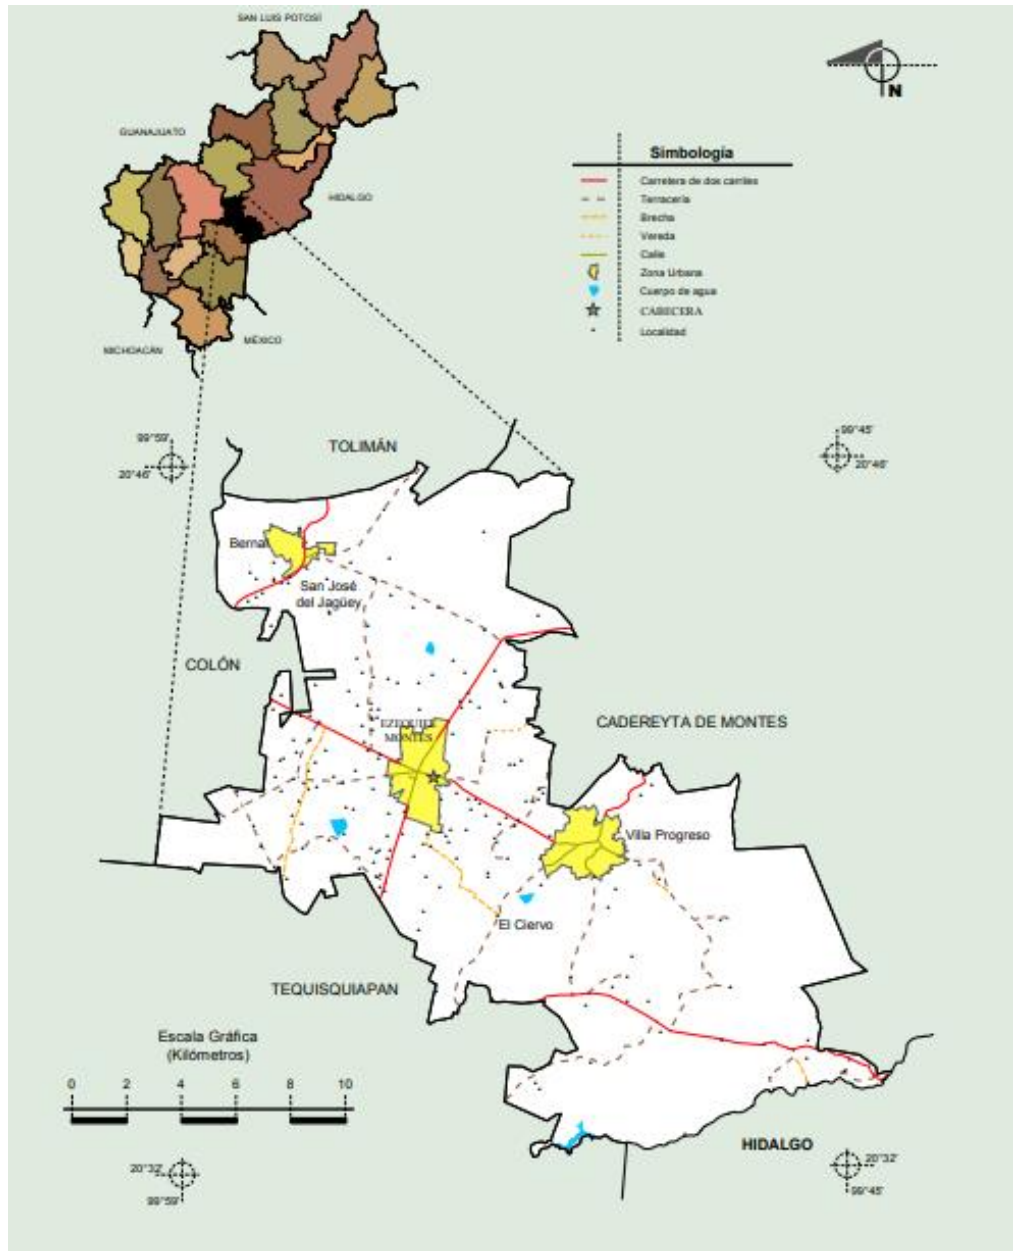 SAN LUIS POTOSÍ
GUANAJUATO
HIDALGO
MICHOACÁN
MÉXICO
N
Simbología
Carretera de dos carriles
Terracería
Brecha
Vereda
Calle
Zona Urbana
Cuerpo de agua
CABECERA
Localidad
99°59'
20°46'
TOLIMÁN
99°45'
20°46'
Bernal
San José
del Jagüey
COLÓN
EZEQUIEL
MONTES
CADEREYTA DE MONTES
Villa Progreso
El Ciervo
TEQUISQUIAPAN
Escala Gráfica
(Kilómetros)
0 2 4 6 8 10
HIDALGO
20°32'
99°59'
20°32'
99°45'